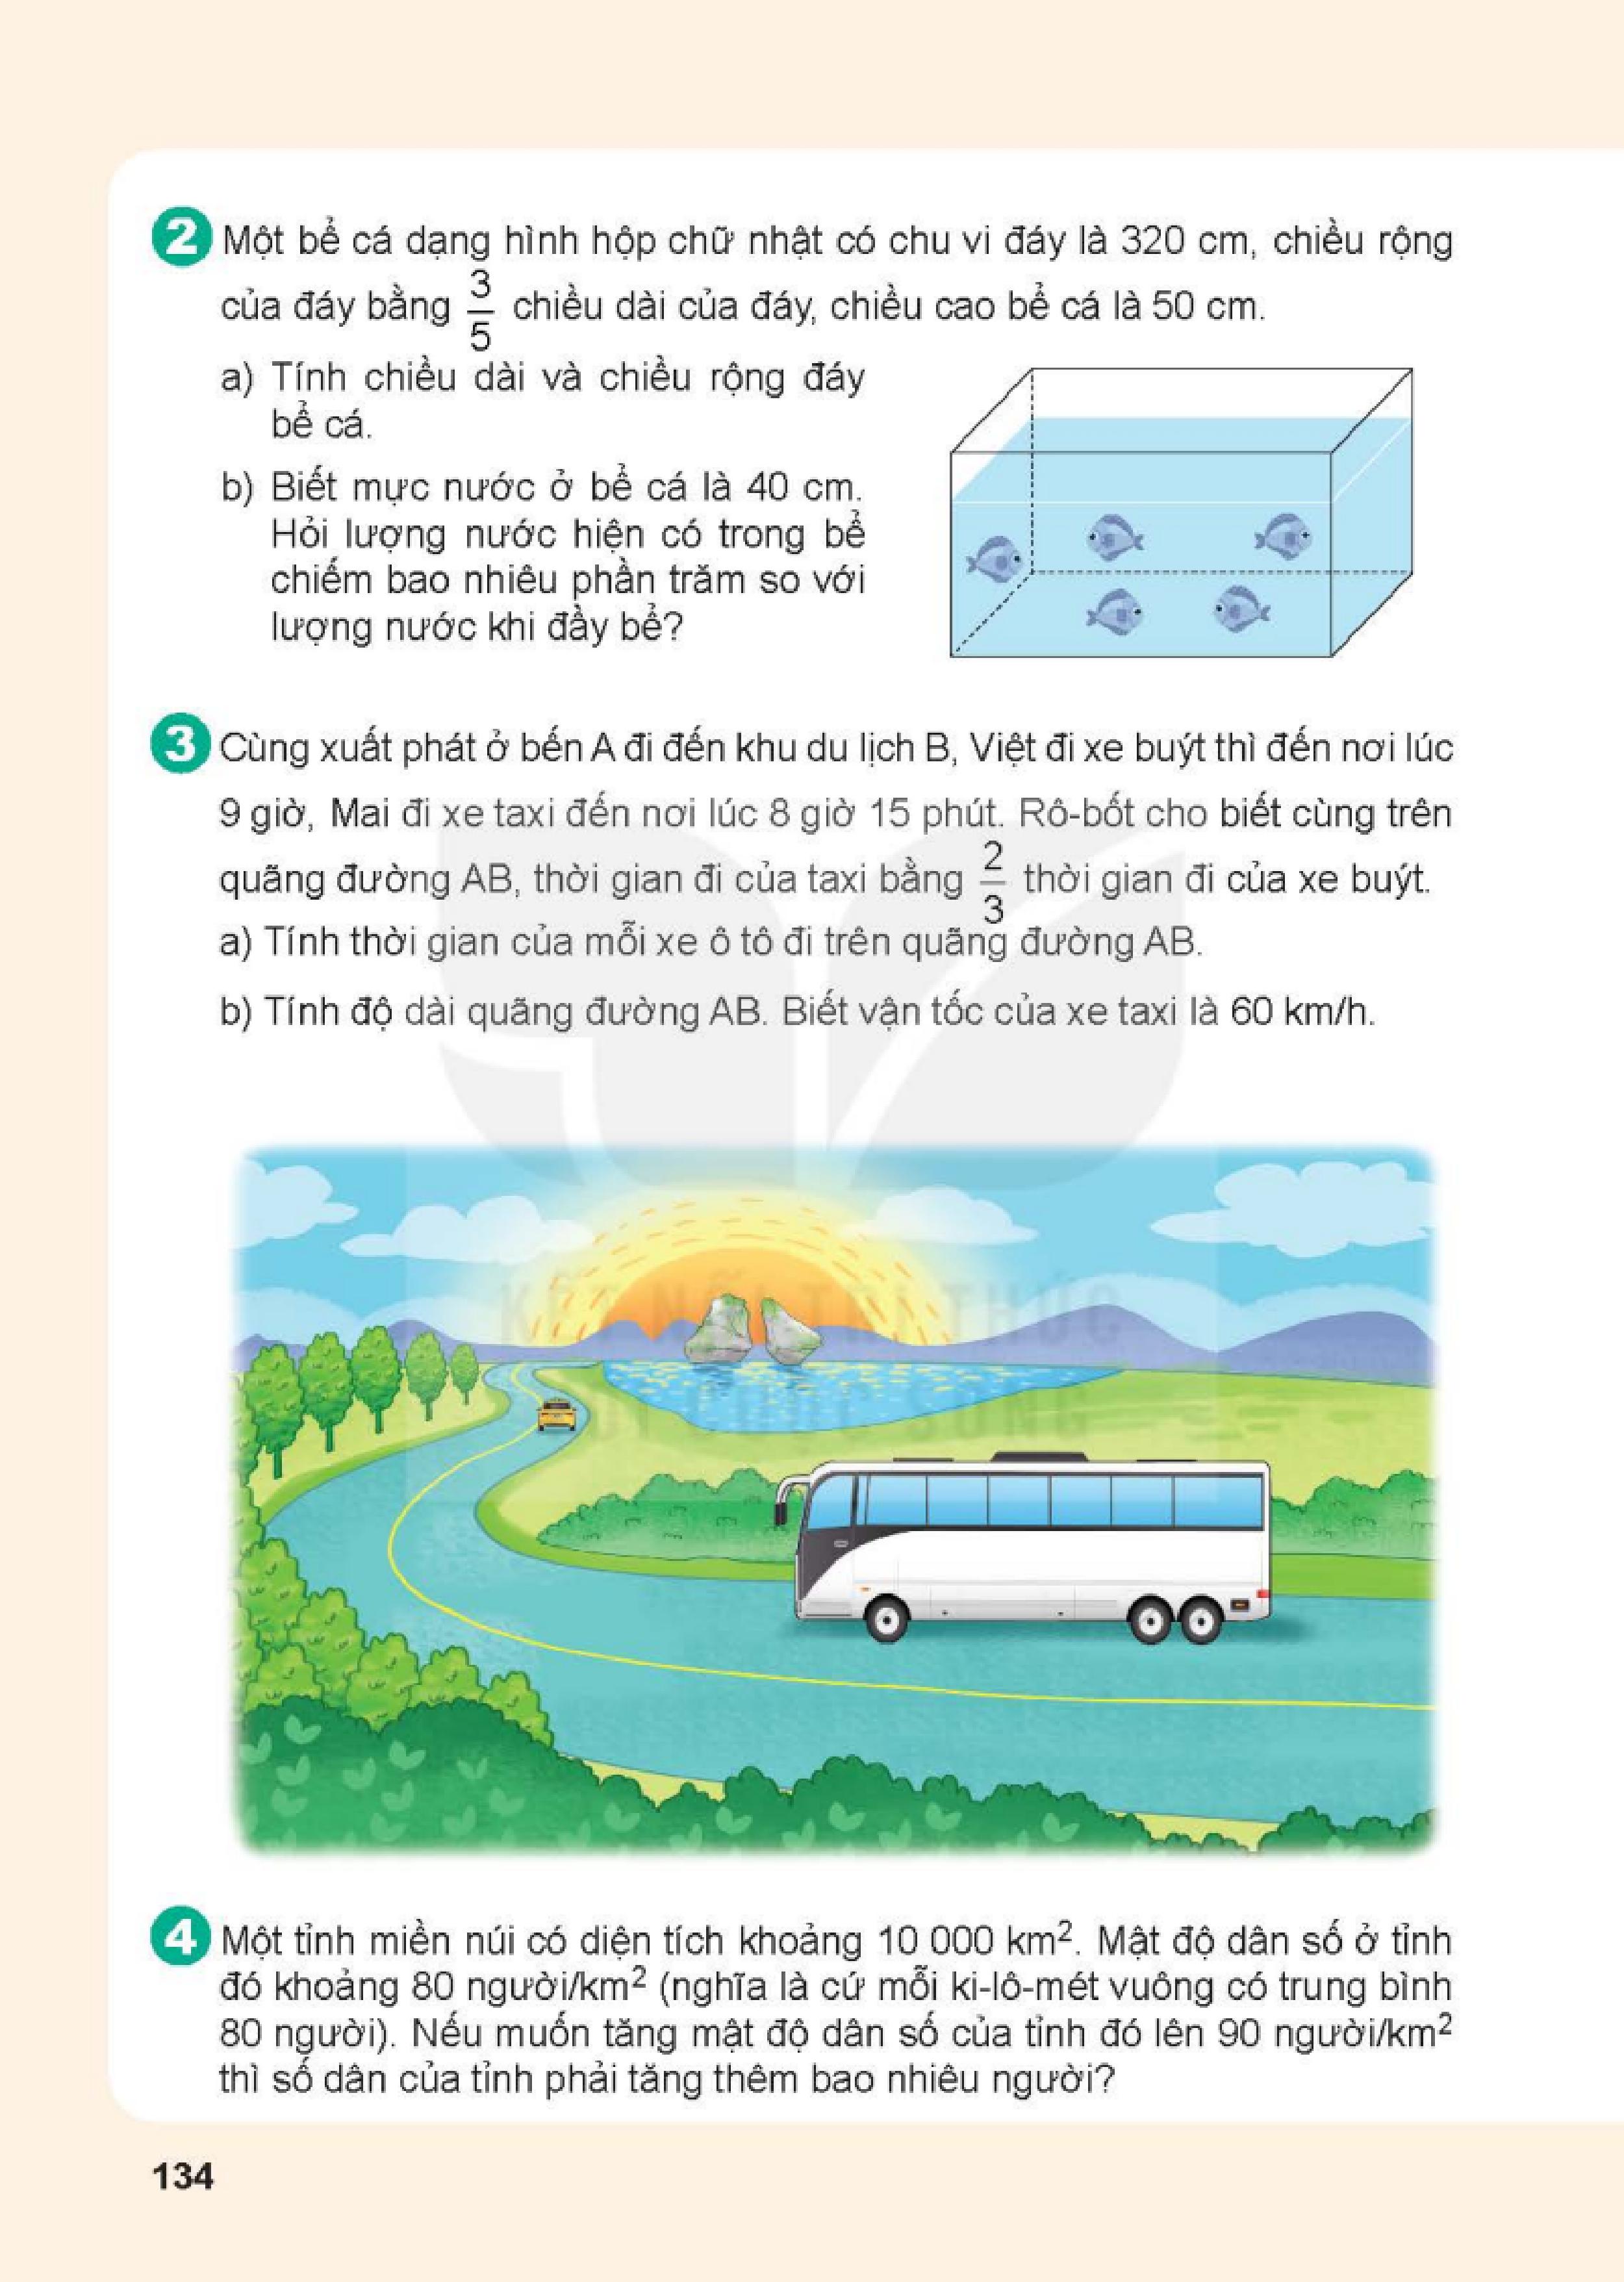 2 Một bể cá dạng hình hộp chữ nhật có chu vi đáy là 320 cm, chiều rộng
của đáy bằng 3/5 chiều dài của đáy, chiều cao bể cá là 50 cm.
a) Tính chiều dài và chiều rộng đáy
bể cá.
b) Biết mực nước ở bể cá là 40 cm.
Hỏi lượng nước hiện có trong bể
chiếm bao nhiêu phần trăm so với
lượng nước khi đầy bể?
3 Cùng xuất phát ở bến A đi đến khu du lịch B, Việt đi xe buýt thì đến nơi lúc
9 giờ, Mai đi xe taxi đến nơi lúc 8 giờ 15 phút. Rô-bốt cho biết cùng trên
quãng đường AB, thời gian đi của taxi bằng 2/3 thời gian đi của xe buýt.
a) Tính thời gian của mỗi xe ô tô đi trên quãng đường AB.
b) Tính độ dài quãng đường AB. Biết vận tốc của xe taxi là 60 km/h.
KẾT NỐI TRI THỨC
VỚI CUỘC SỐNG
4 Một tỉnh miền núi có diện tích khoảng 10 000 km². Mật độ dân số ở tỉnh
đó khoảng 80 người/km² (nghĩa là cứ mỗi ki-lô-mét vuông có trung bình
80 người). Nếu muốn tăng mật độ dân số của tỉnh đó lên 90 người/km²
thì số dân của tỉnh phải tăng thêm bao nhiêu người?
134